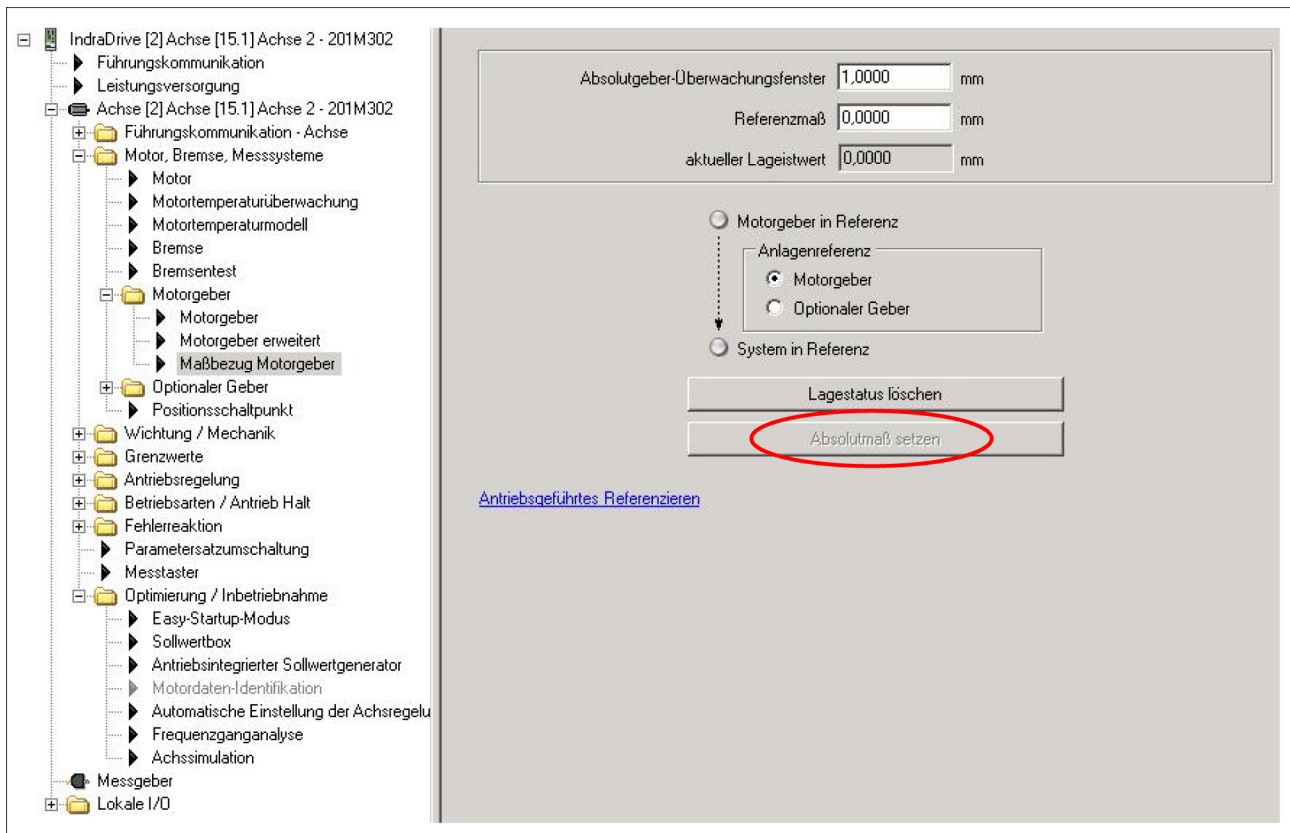 IndraDrive [2] Achse [15.1] Achse 2 - 201M302
Führungskommunikation
Leistungsversorgung
Achse [2] Achse [15.1] Achse 2 - 201M302
Führungskommunikation - Achse
Motor, Bremse, Messsysteme
Motor
Motortemperaturüberwachung
Motortemperaturmodell
Bremse
Bremsentest
Motorgeber
Motorgeber
Motorgeber erweitert
Maßbezug Motorgeber
Optionaler Geber
Positionsschaltpunkt
Wichtung / Mechanik
Grenzwerte
Antriebsregelung
Betriebsarten / Antrieb Halt
Fehlerreaktion
Parametersatzumschaltung
Messtaster
Optimierung / Inbetriebnahme
Easy-Startup-Modus
Sollwertbox
Antriebsintegrierter Sollwertgenerator
Motordaten-Identifikation
Automatische Einstellung der Achsregelu
Frequenzganganalyse
Achssimulation
Messgeber
Lokale I/O
Absolutgeber-Überwachungsfenster 1,0000 mm
Referenzmaß 0,0000 mm
aktueller Lageistwert 0,0000 mm
Motorgeber in Referenz
Anlagenreferenz
Motorgeber
Optionaler Geber
System in Referenz
Lagestatus löschen
Absolutmaß setzen
Antriebsgeführtes Referenzieren